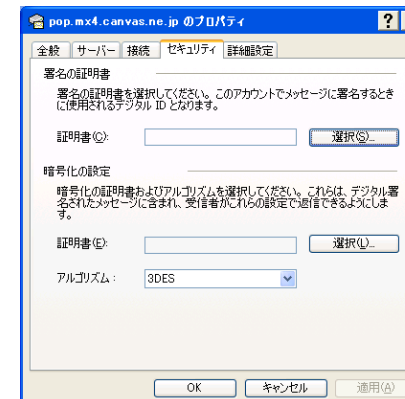 pop.mx4.canvas.ne.jp のプロパティ
?
全般 サーバー 接続 セキュリティ 詳細設定
署名の証明書
署名の証明書を選択してください。このアカウントでメッセージに署名するとき
に使用されるデジタル ID となります。
証明書(C): 選択(S)...
暗号化の設定
暗号化の証明書およびアルゴリズムを選択してください。これらは、デジタル署
名されたメッセージに含まれ、受信者がこれらの設定で返信できるようにしま
す。
証明書(E): 選択(L)...
アルゴリズム : 3DES
OK キャンセル 適用(A)